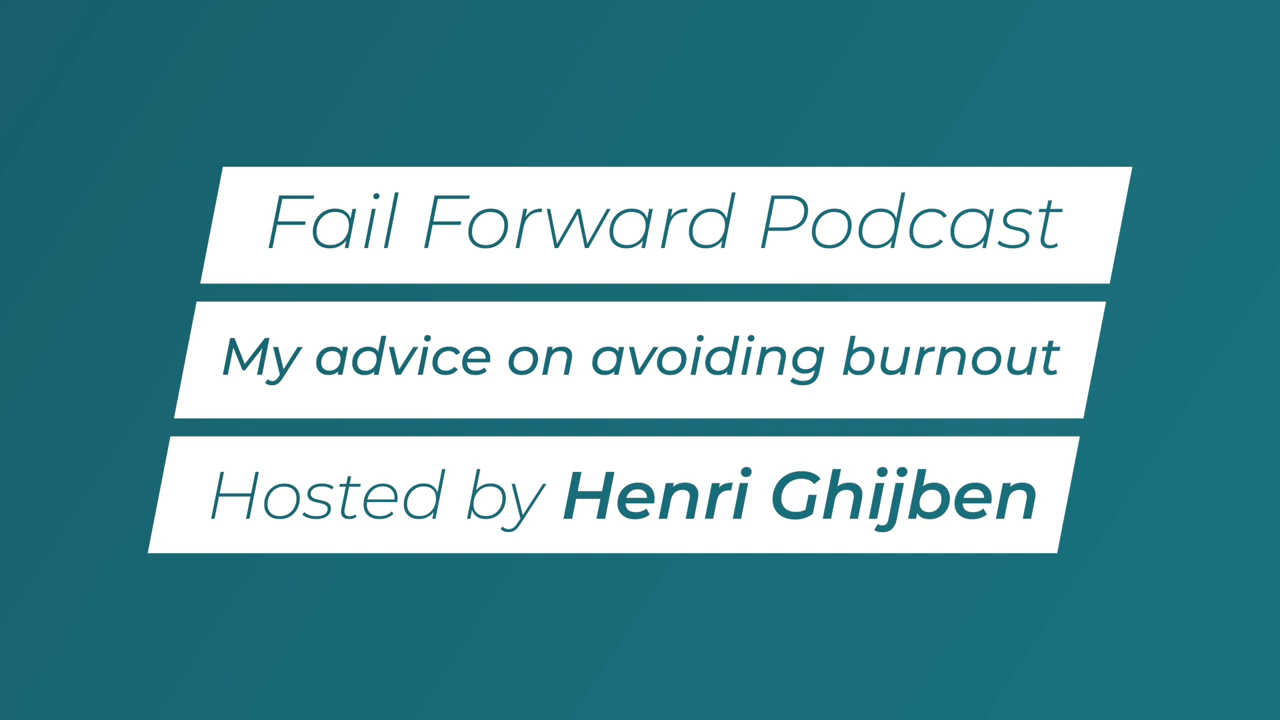 Fail Forward Podcast
My advice on avoiding burnout
Hosted by Henri Ghijben